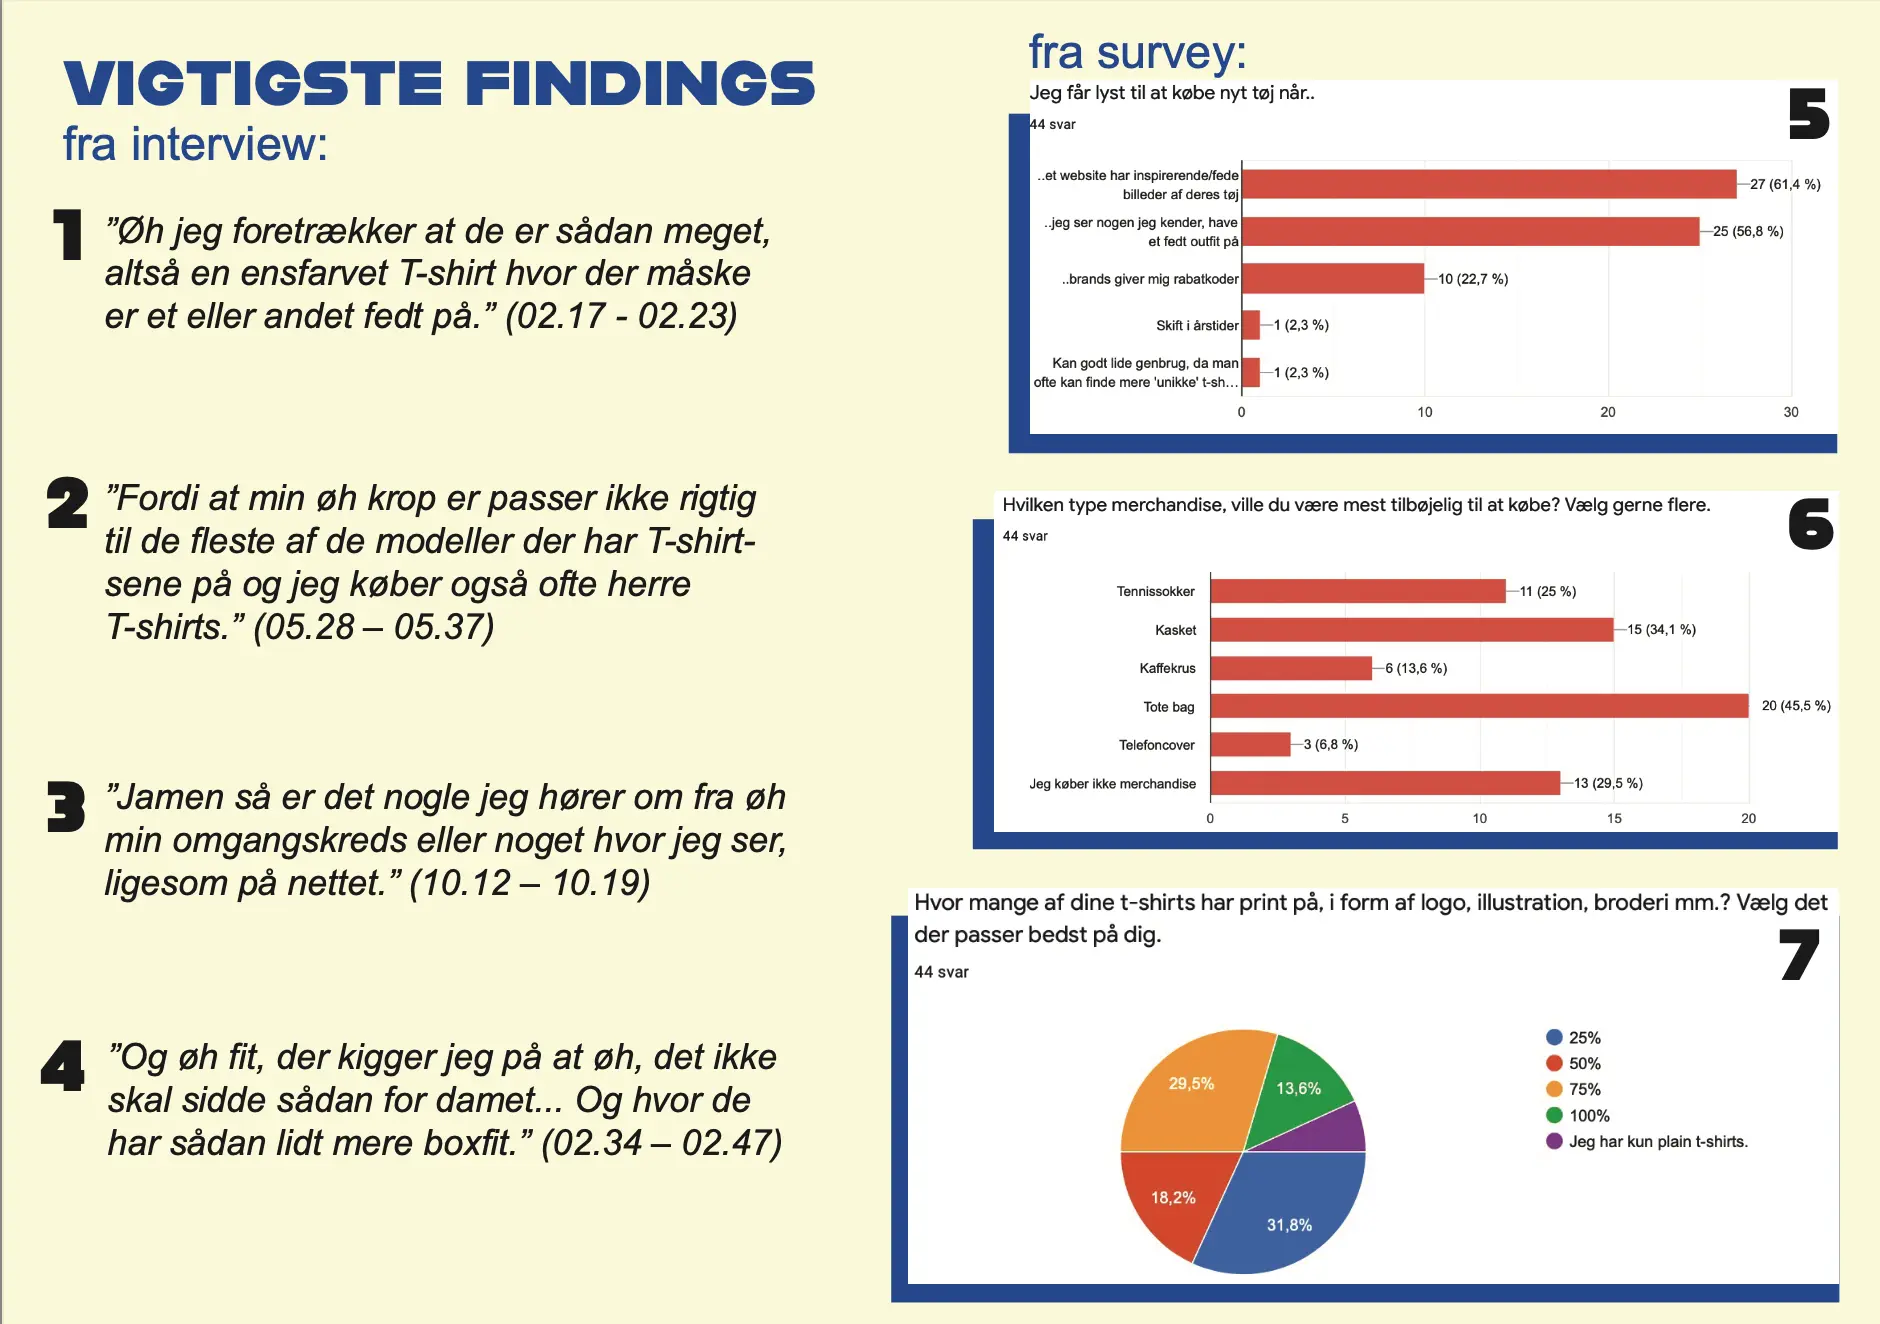 VIGTIGSTE FINDINGS
fra interview:
1
”Øh jeg foretrækker at de er sådan meget,
altså en ensfarvet T-shirt hvor der måske
er et eller andet fedt på.” (02.17 - 02.23)
2
”Fordi at min øh krop er passer ikke rigtig
til de fleste af de modeller der har T-shirt-
sene på og jeg køber også ofte herre
T-shirts.” (05.28 – 05.37)
3
”Jamen så er det nogle jeg hører om fra øh
min omgangskreds eller noget hvor jeg ser,
ligesom på nettet.” (10.12 – 10.19)
4
”Og øh fit, der kigger jeg på at øh, det ikke
skal sidde sådan for damet... Og hvor de
har sådan lidt mere boxfit.” (02.34 – 02.47)
fra survey:
Jeg får lyst til at købe nyt tøj når..
5
44 svar
..et website har inspirerende/fede
billeder af deres tøj
27 (61,4 %)
..jeg ser nogen jeg kender, have
et fedt outfit på
25 (56,8 %)
..brands giver mig rabatkoder
10 (22,7 %)
Skift i årstider
1 (2,3 %)
Kan godt lide genbrug, da man
ofte kan finde mere 'unikke' t-sh…
1 (2,3 %)
0 10 20 30
Hvilken type merchandise, ville du være mest tilbøjelig til at købe? Vælg gerne flere.
6
44 svar
Tennissokker 11 (25 %)
Kasket 15 (34,1 %)
Kaffekrus 6 (13,6 %)
Tote bag 20 (45,5 %)
Telefoncover 3 (6,8 %)
Jeg køber ikke merchandise 13 (29,5 %)
0 5 10 15 20
Hvor mange af dine t-shirts har print på, i form af logo, illustration, broderi mm.? Vælg det
der passer bedst på dig.
7
44 svar
29,5%
13,6%
18,2%
31,8%
25%
50%
75%
100%
Jeg har kun plain t-shirts.